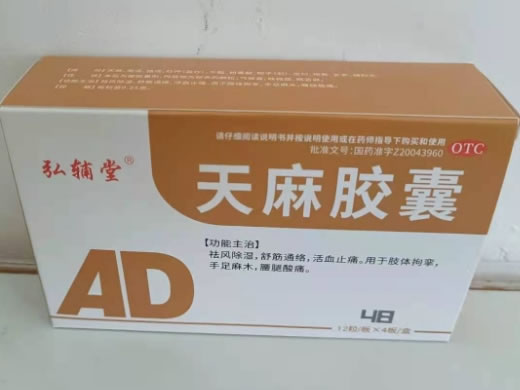 请仔细阅读说明书并按说明使用或在药师指导下购买和使用
批准文号：国药准字Z20043960
OTC
弘辅堂®
天麻胶囊
【功能主治】
祛风除湿，舒筋通络，活血止痛。用于肢体拘挛，
手足麻木，腰腿酸痛。
AD
48
12粒/板×4板/盒